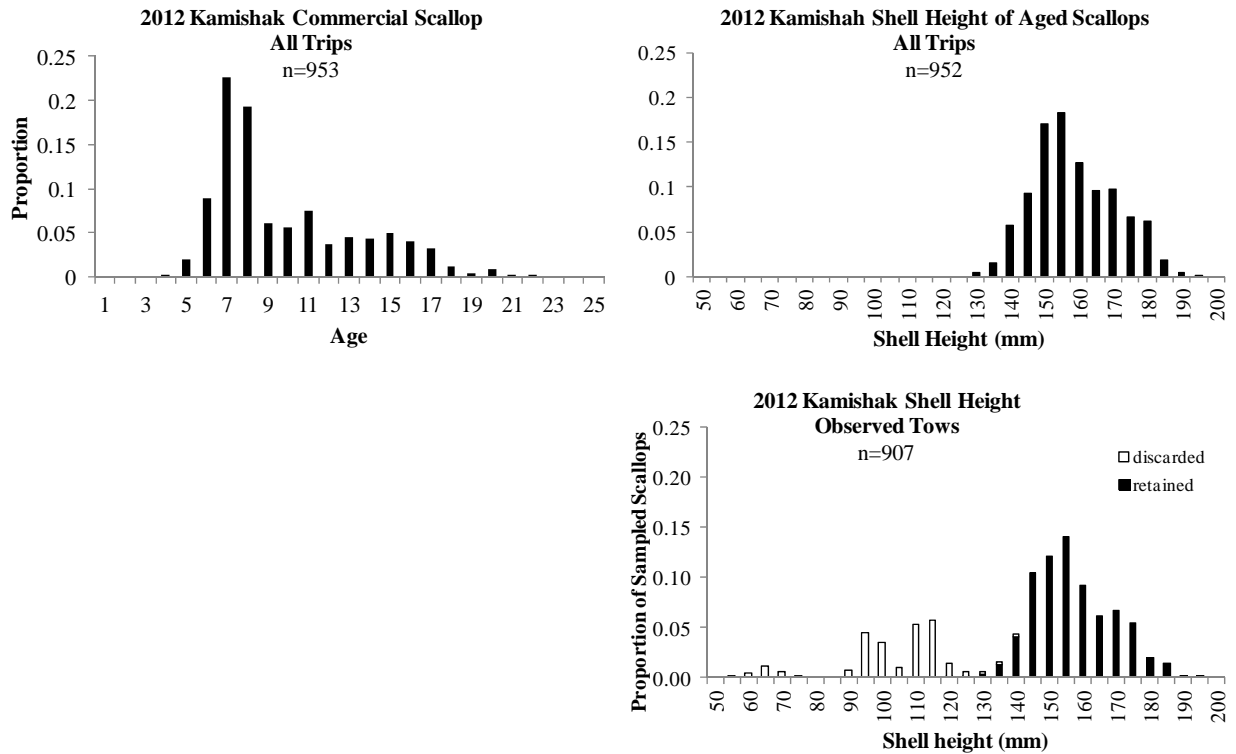 2012 Kamishak Commercial Scallop
All Trips
n=953
0.25
0.2
0.15
0.1
0.05
0
Proportion
1 3 5 7 9 11 13 15 17 19 21 23 25
Age
2012 Kamishah Shell Height of Aged Scallops
All Trips
n=952
0.25
0.2
0.15
0.1
0.05
0
50 60 70 80 90 100 110 120 130 140 150 160 170 180 190 200
Shell Height (mm)
2012 Kamishak Shell Height
Observed Tows
n=907
0.25
0.20
0.15
0.10
0.05
0.00
Proportion of Sampled Scallops
discarded
retained
50 60 70 80 90 100 110 120 130 140 150 160 170 180 190 200
Shell height (mm)